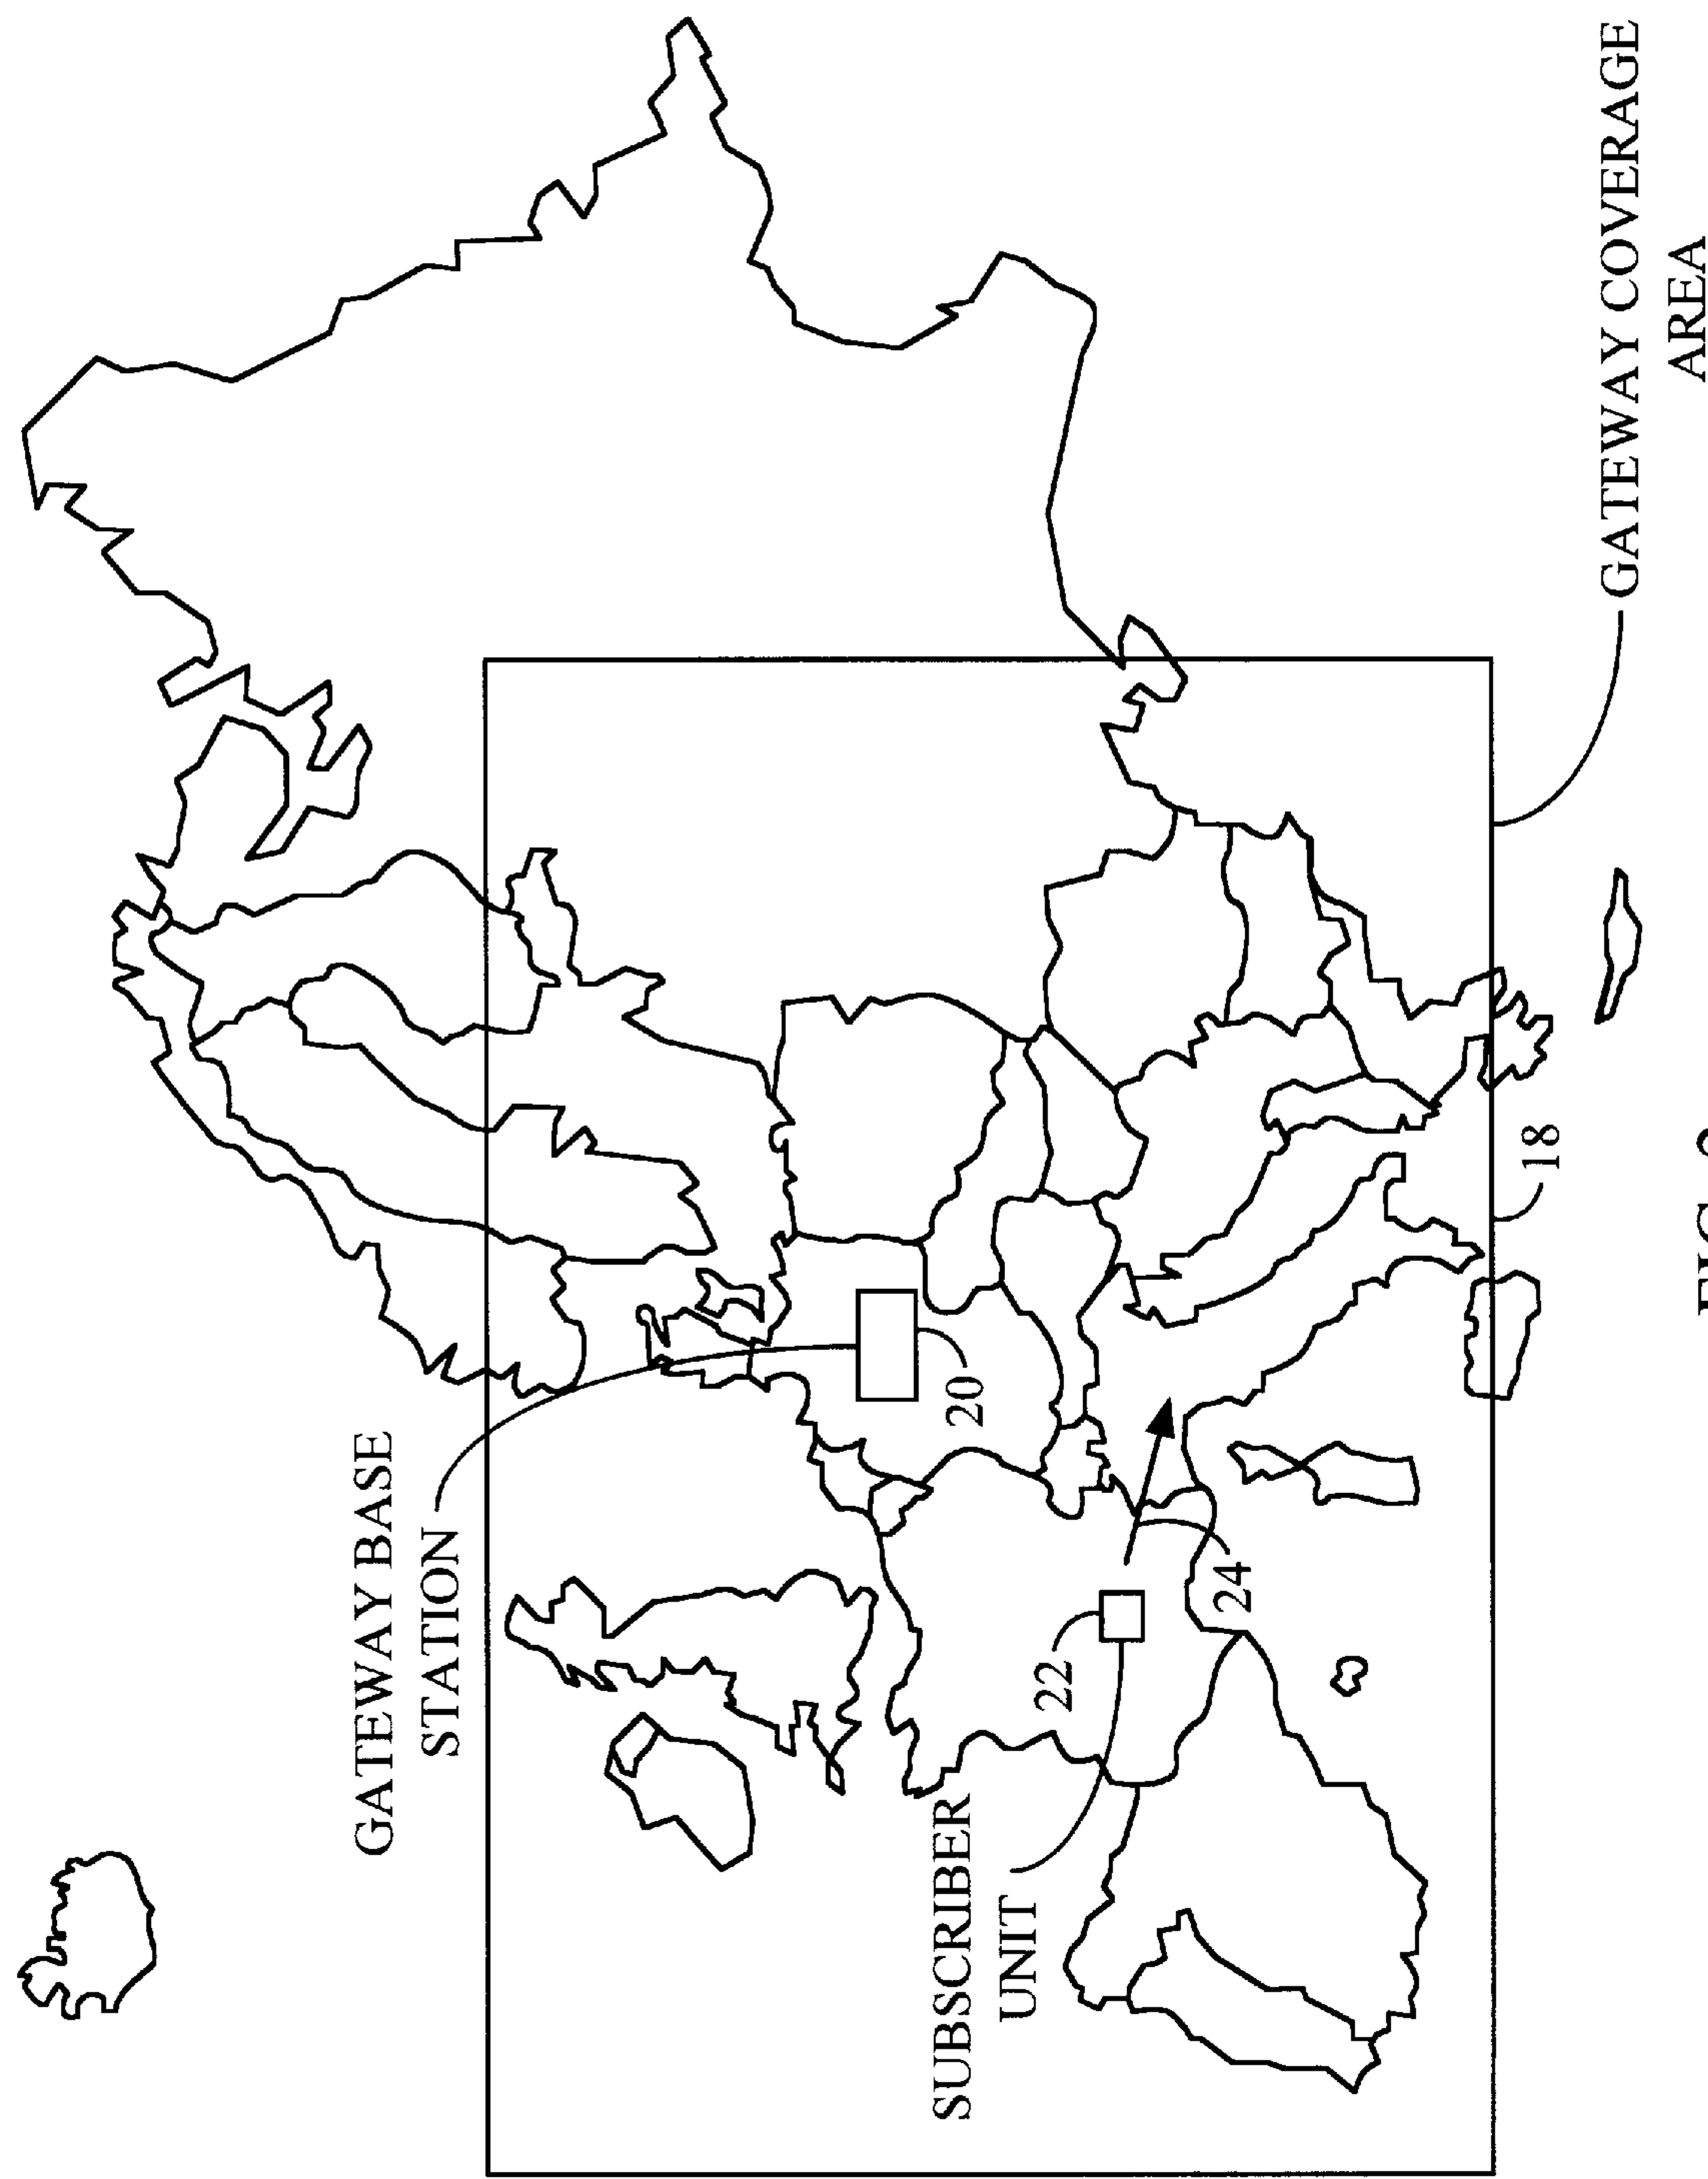 GATEWAY BASE
STATION
20
SUBSCRIBER
UNIT
22
24
18
GATEWAY COVERAGE
AREA